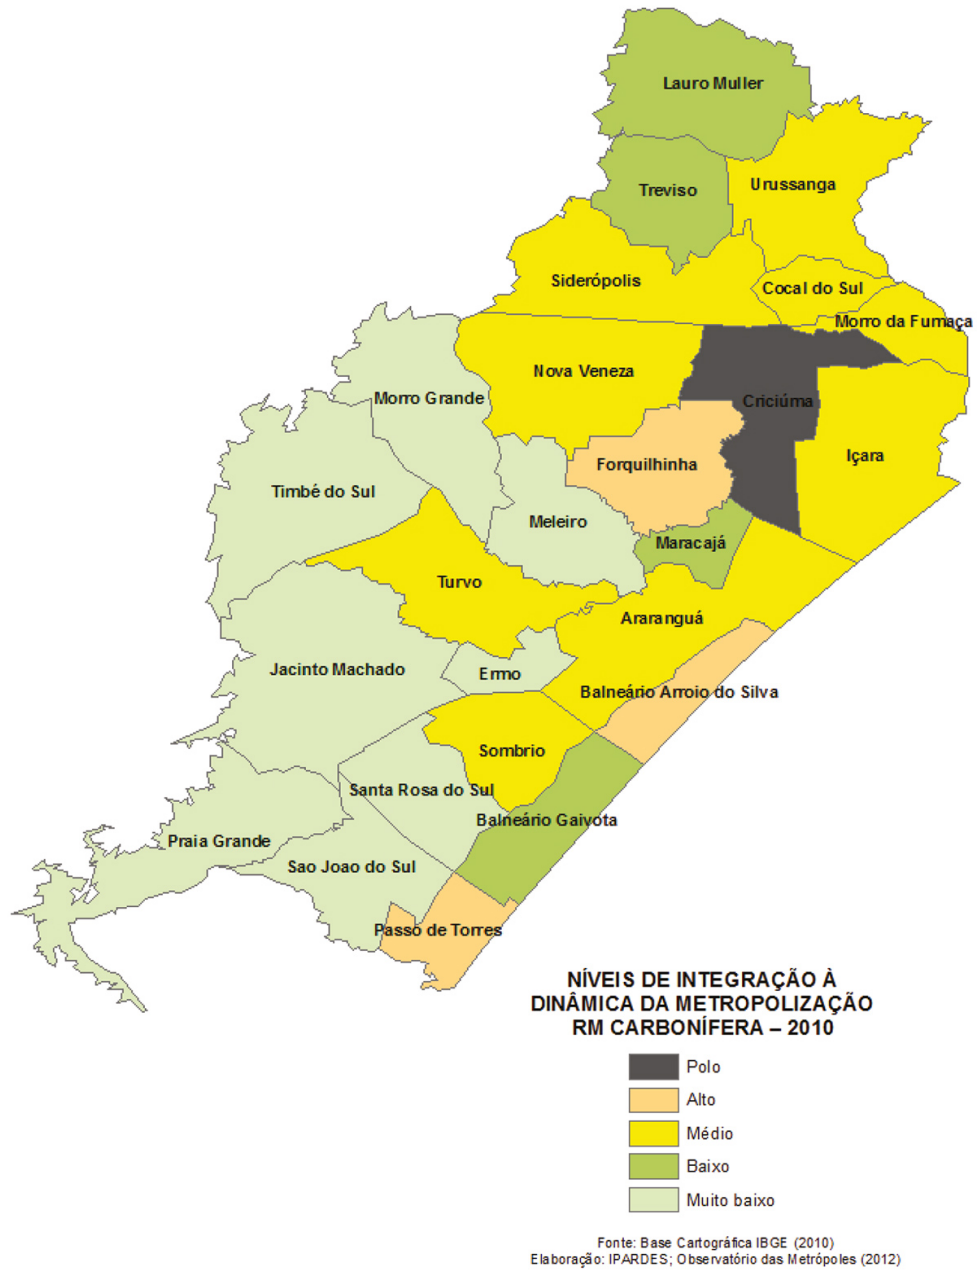 Lauro Muller
Treviso
Urussanga
Siderópolis
Cocal do Sul
Morro da Fumaça
Nova Veneza
Morro Grande
Criciúma
Içara
Forquilhinha
Timbé do Sul
Meleiro
Maracajá
Turvo
Araranguá
Jacinto Machado
Ermo
Balneário Arroio do Silva
Sombrio
Santa Rosa do Sul
Balneário Gaivota
Praia Grande
Sao Joao do Sul
Passo de Torres
NÍVEIS DE INTEGRAÇÃO À
DINÂMICA DA METROPOLIZAÇÃO
RM CARBONÍFERA – 2010
Polo
Alto
Médio
Baixo
Muito baixo
Fonte: Base Cartográfica IBGE (2010)
Elaboração: IPARDES; Observatório das Metrópoles (2012)